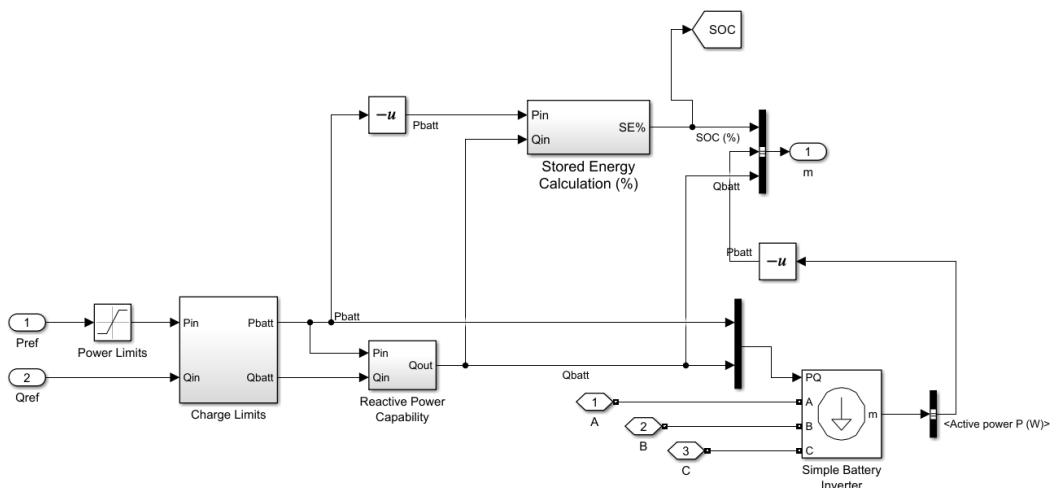 SOC
-u
Pbatt
Pin
Qin
SE%
Stored Energy
Calculation (%)
SOC (%)
Qbatt
1
m
Pbatt
-u
1
Pref
Power Limits
2
Qref
Pin
Qin
Pbatt
Qbatt
Charge Limits
Pbatt
Pin
Qin
Qout
Reactive Power
Capability
Qbatt
1
A
2
B
3
C
PQ
A
B
C
m
Simple Battery
Inverter
<Active power P (W)>